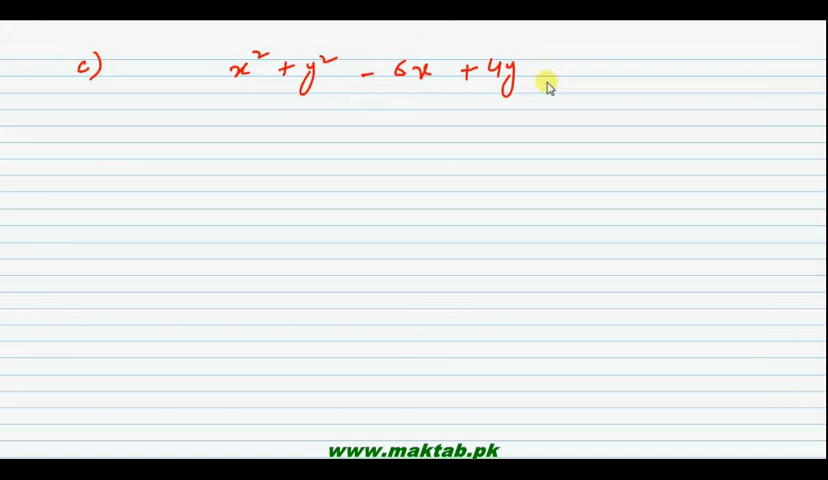 c) x² + y² - 6x + 4y
www.maktab.pk